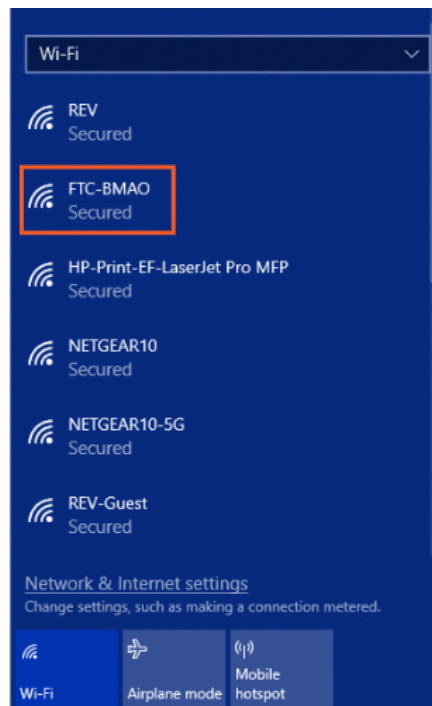 Wi-Fi
REV
Secured
FTC-BMAO
Secured
HP-Print-EF-LaserJet Pro MFP
Secured
NETGEAR10
Secured
NETGEAR10-5G
Secured
REV-Guest
Secured
Network & Internet settings
Change settings, such as making a connection metered.
Wi-Fi
Airplane mode
Mobile
hotspot